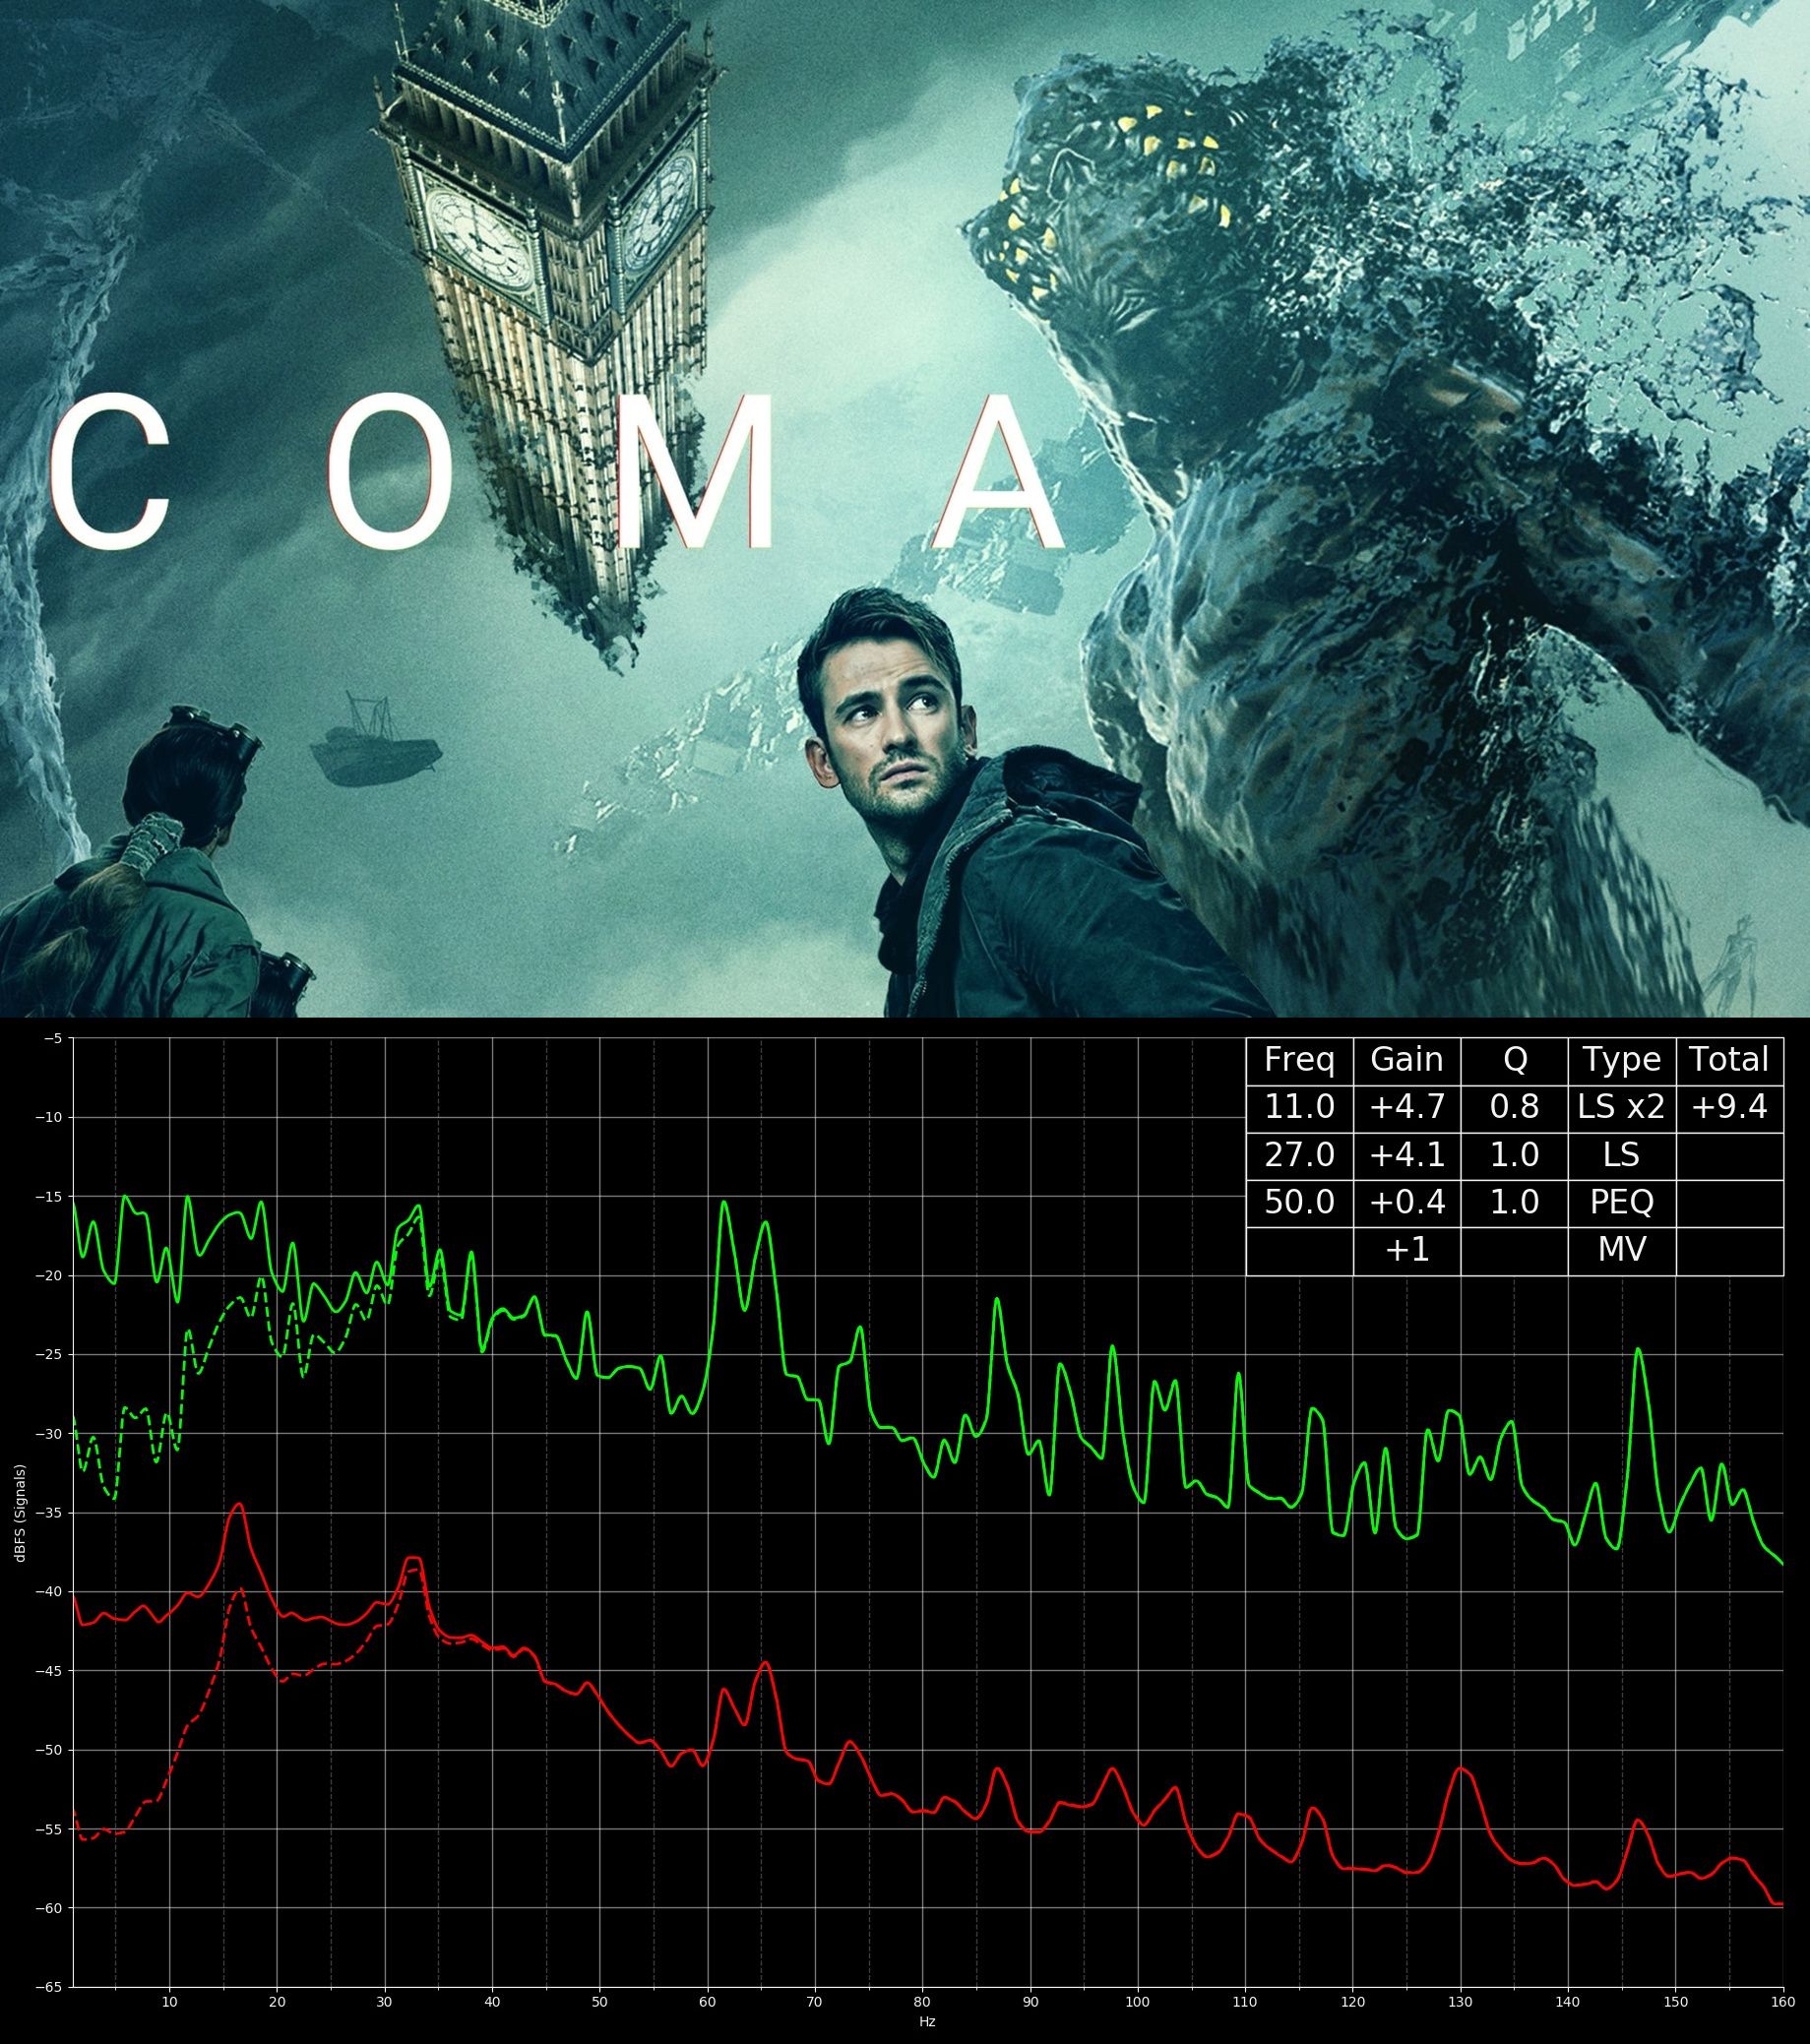 C O M A
Freq Gain Q Type Total
11.0 +4.7 0.8 LS x2 +9.4
27.0 +4.1 1.0 LS
50.0 +0.4 1.0 PEQ
+1 MV
−5
−10
−15
−20
−25
−30
−35
−40
−45
−50
−55
−60
−65
dBFS (Signals)
10 20 30 40 50 60 70 80 90 100 110 120 130 140 150 160
Hz